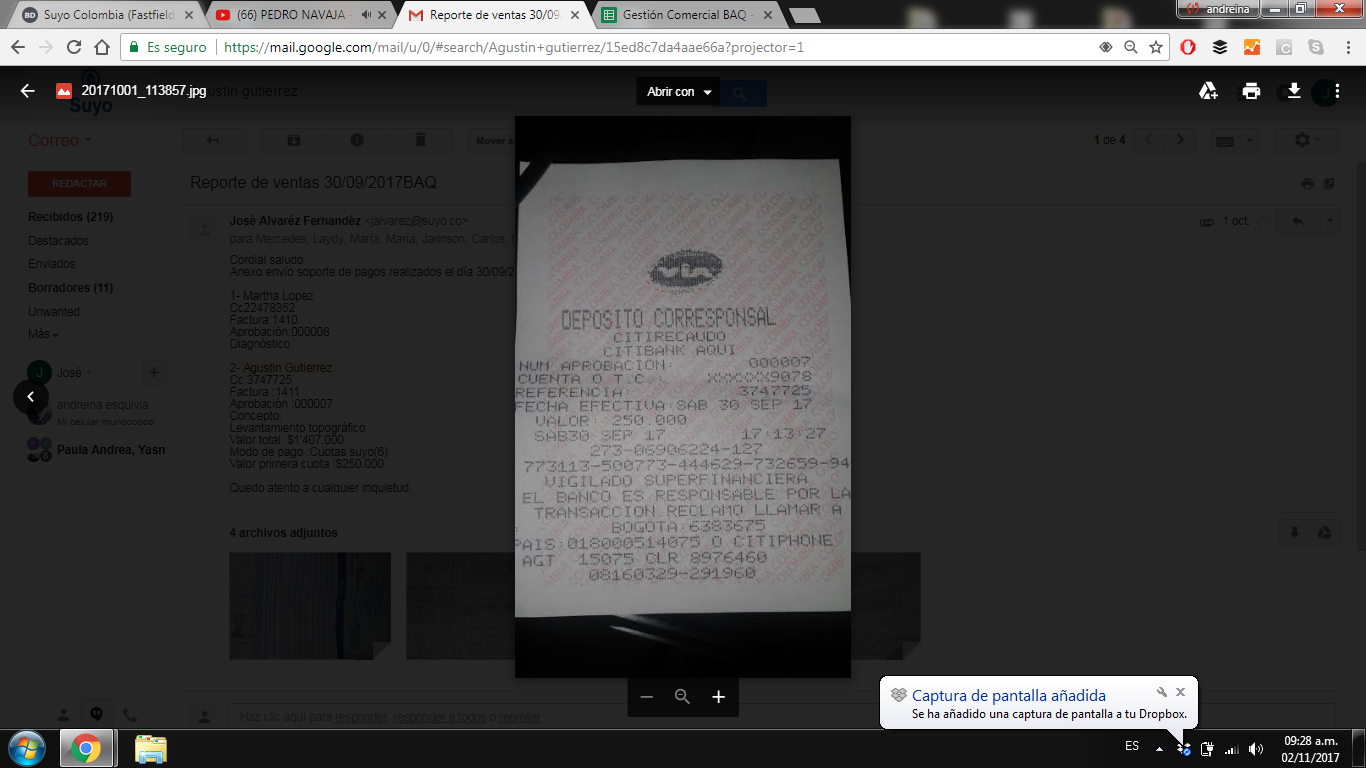 Suyo Colombia (Fastfield
(66) PEDRO NAVAJA -
Reporte de ventas 30/09
Gestión Comercial BAQ -
andreina
Es seguro
https://mail.google.com/mail/u/0/#search/Agustin+gutierrez/15ed8c7da4aae66a?projector=1
20171001_113857.jpg
gustin gutierrez
Abrir con
Suyo
Correo
Mover a
1 de 4
REDACTAR
Reporte de ventas 30/09/2017BAQ
Recibidos (219)
Destacados
Enviados
Borradores (11)
Unwanted
Más
José
andreina esquivia
Mi celular murioooooo
Paula Andrea, Yasn
José Alvaréz Fernandéz <jalvarez@suyo.co>
1 oct.
para Mercedes, Laydy, María, María, Jarinson, Carlos, E
Cordial saludo
Anexo envío soporte de pagos realizados el día 30/09/2
1- Martha Lopez
Cc22478352
Factura:1410
Aprobación:000008
Diagnóstico
2- Agustin Gutierrez
Cc 3747725
Factura :1411
Aprobación :000007
Concepto:
Levantamiento topográfico
Valor total :$1'407.000
Modo de pago :Cuotas suyo(6)
Valor primera cuota :$250.000
Quedo atento a cualquier inquietud.
4 archivos adjuntos
Haz clic aquí para responder, responder a todos o reenviar
VIA
DEPOSITO CORRESPONSAL
CITIRECAUDO
CITIBANK AQUI
NUM APROBACION: 000007
CUENTA O T.C. XXXXXX9078
REFERENCIA: 3747725
FECHA EFECTIVA:SAB 30 SEP 17
VALOR: 250.000
SAB30 SEP 17 17:13:27
273-06906224-127
773113-500773-444629-732659-94
VIGILADO SUPERFINANCIERA
EL BANCO ES RESPONSABLE POR LA
TRANSACCION.RECLAMO LLAMAR A
BOGOTA:6383675
PAIS:018000514075 O CITIPHONE
AGT 15075 CLR 8976460
08160329-291960
Captura de pantalla añadida
Se ha añadido una captura de pantalla a tu Dropbox.
ES
09:28 a.m.
02/11/2017